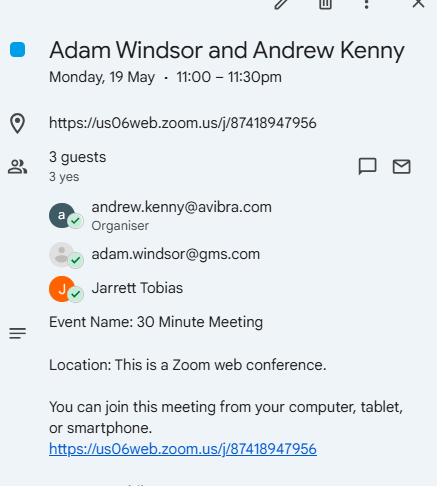 Adam Windsor and Andrew Kenny
Monday, 19 May · 11:00 – 11:30pm
https://us06web.zoom.us/j/87418947956
3 guests
3 yes
a
andrew.kenny@avibra.com
Organiser
adam.windsor@gms.com
J
Jarrett Tobias
Event Name: 30 Minute Meeting
Location: This is a Zoom web conference.
You can join this meeting from your computer, tablet,
or smartphone.
https://us06web.zoom.us/j/87418947956